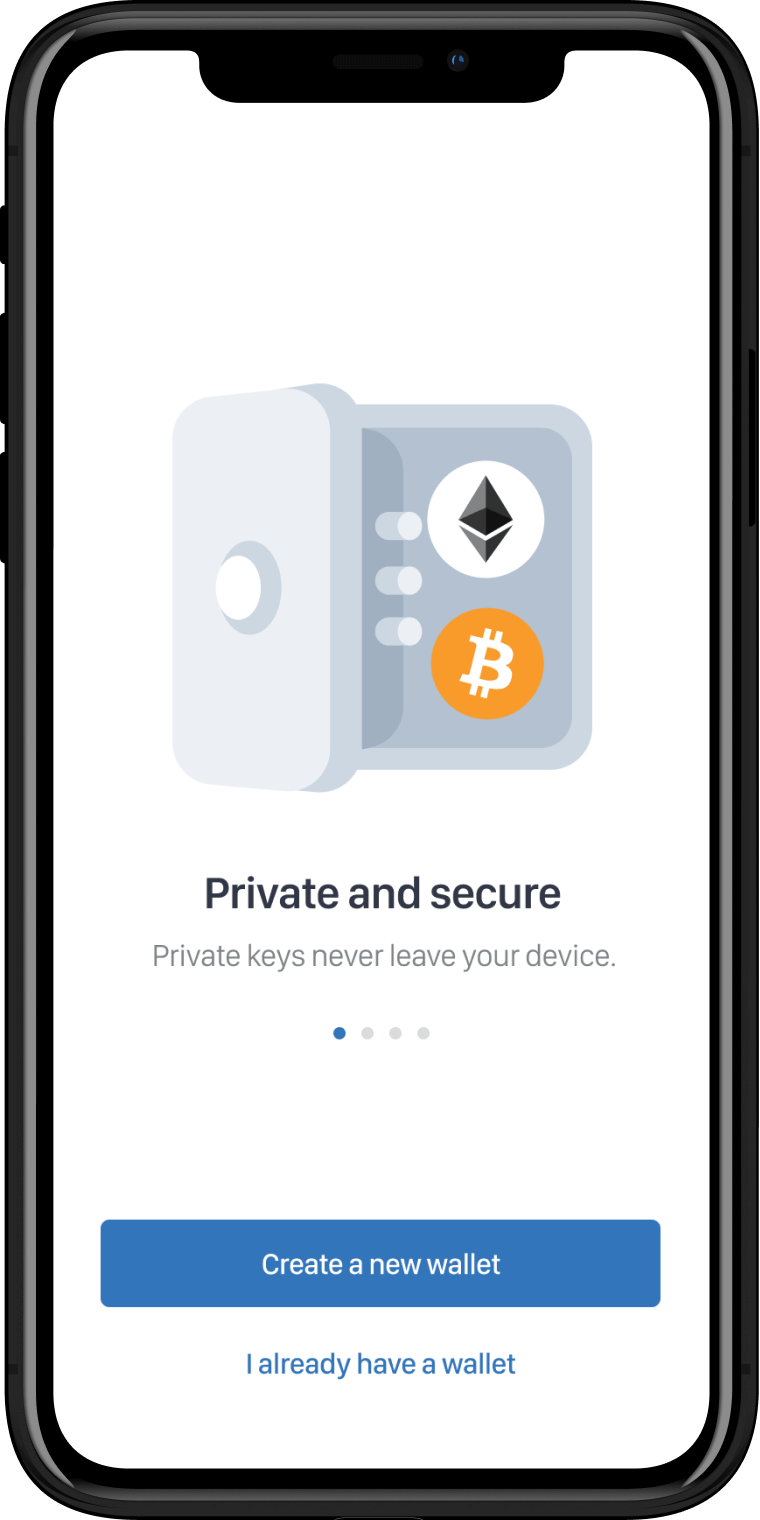 Private and secure
Private keys never leave your device.
Create a new wallet
I already have a wallet